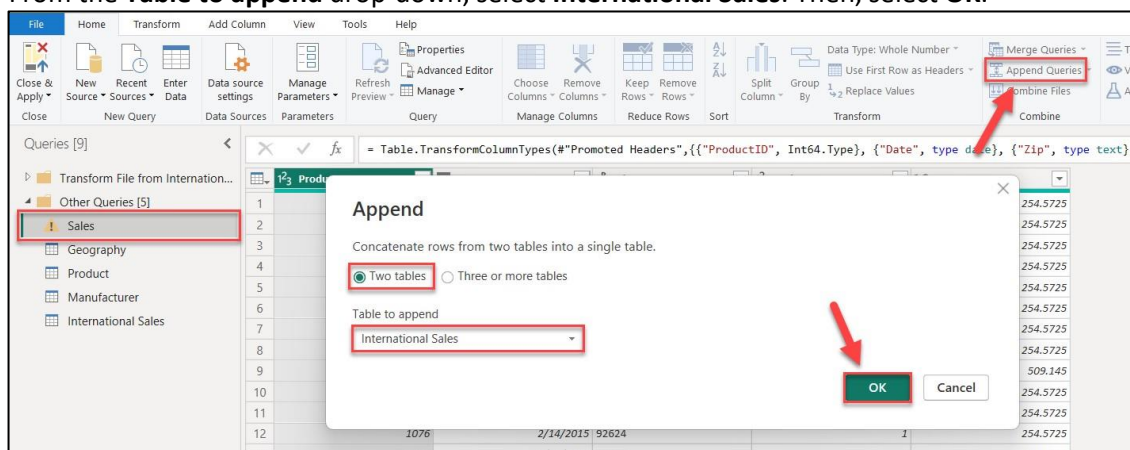 From the Table to append drop-down, select International Sales. Then, select OK.
File Home Transform Add Column View Tools Help
Close & Apply New Source Recent Sources Enter Data Data source settings Manage Parameters Refresh Preview Properties Advanced Editor Manage Choose Columns Remove Columns Keep Rows Remove Rows Split Column Group By Data Type: Whole Number Use First Row as Headers Replace Values Merge Queries Append Queries Combine Files
Close New Query Data Sources Parameters Query Manage Columns Reduce Rows Sort Transform Combine
Queries [9]
= Table.TransformColumnTypes(#"Promoted Headers",{{"ProductID", Int64.Type}, {"Date", type date}, {"Zip", type text}
Transform File from Internation...
Other Queries [5]
Sales
Geography
Product
Manufacturer
International Sales
1 254.5725
2 254.5725
3 254.5725
4 254.5725
5 254.5725
6 254.5725
7 254.5725
8 254.5725
9 509.145
10 254.5725
11 254.5725
12 1076 2/14/2015 92624 1 254.5725
Append
Concatenate rows from two tables into a single table.
Two tables Three or more tables
Table to append
International Sales
OK Cancel